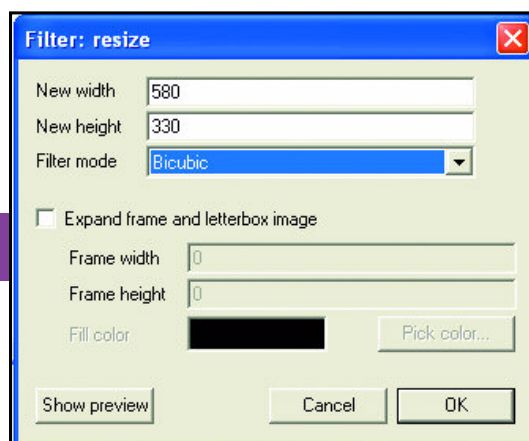 Filter: resize
New width 580
New height 330
Filter mode Bicubic
Expand frame and letterbox image
Frame width 0
Frame height 0
Fill color Pick color...
Show preview Cancel OK